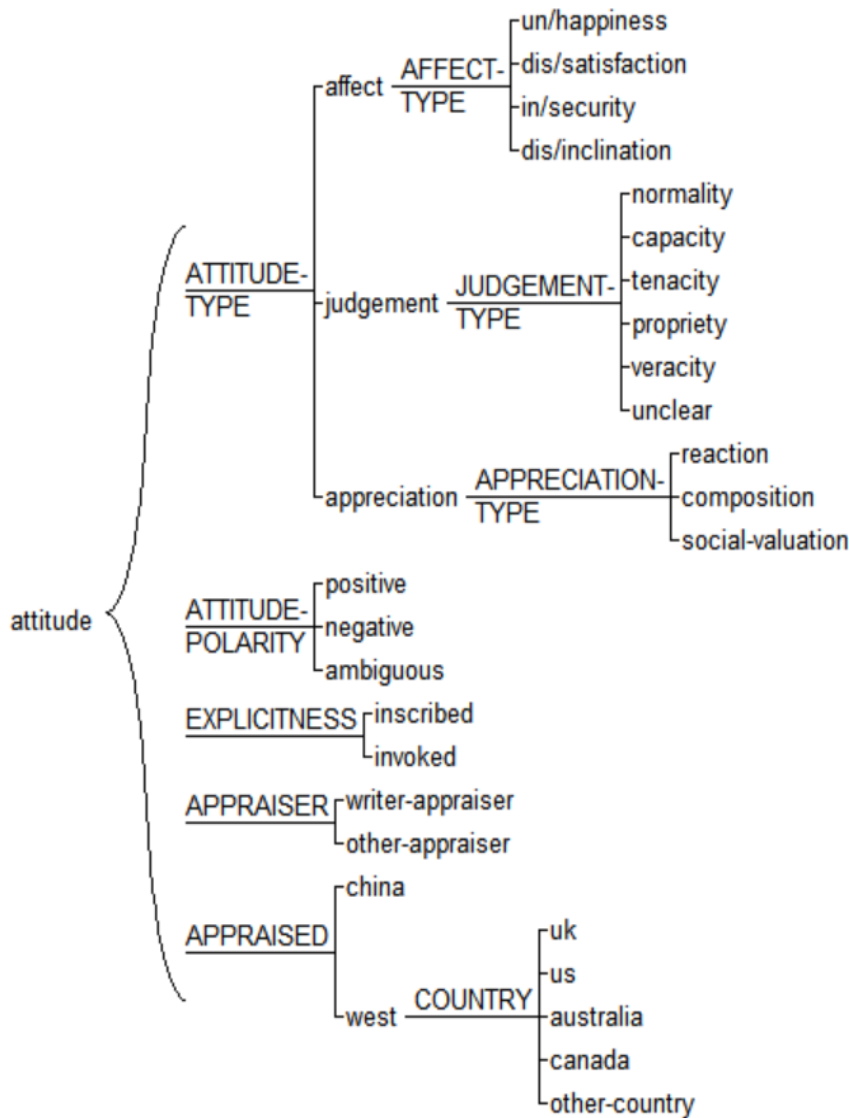 un/happiness
dis/satisfaction
affect AFFECT-TYPE
in/security
dis/inclination
normality
capacity
ATTITUDE-TYPE
judgement JUDGEMENT-TYPE
tenacity
propriety
veracity
unclear
reaction
appreciation APPRECIATION-TYPE
composition
social-valuation
attitude
positive
ATTITUDE-POLARITY
negative
ambiguous
EXPLICITNESS
inscribed
invoked
APPRAISER
writer-appraiser
other-appraiser
china
APPRAISED
uk
us
west COUNTRY
australia
canada
other-country